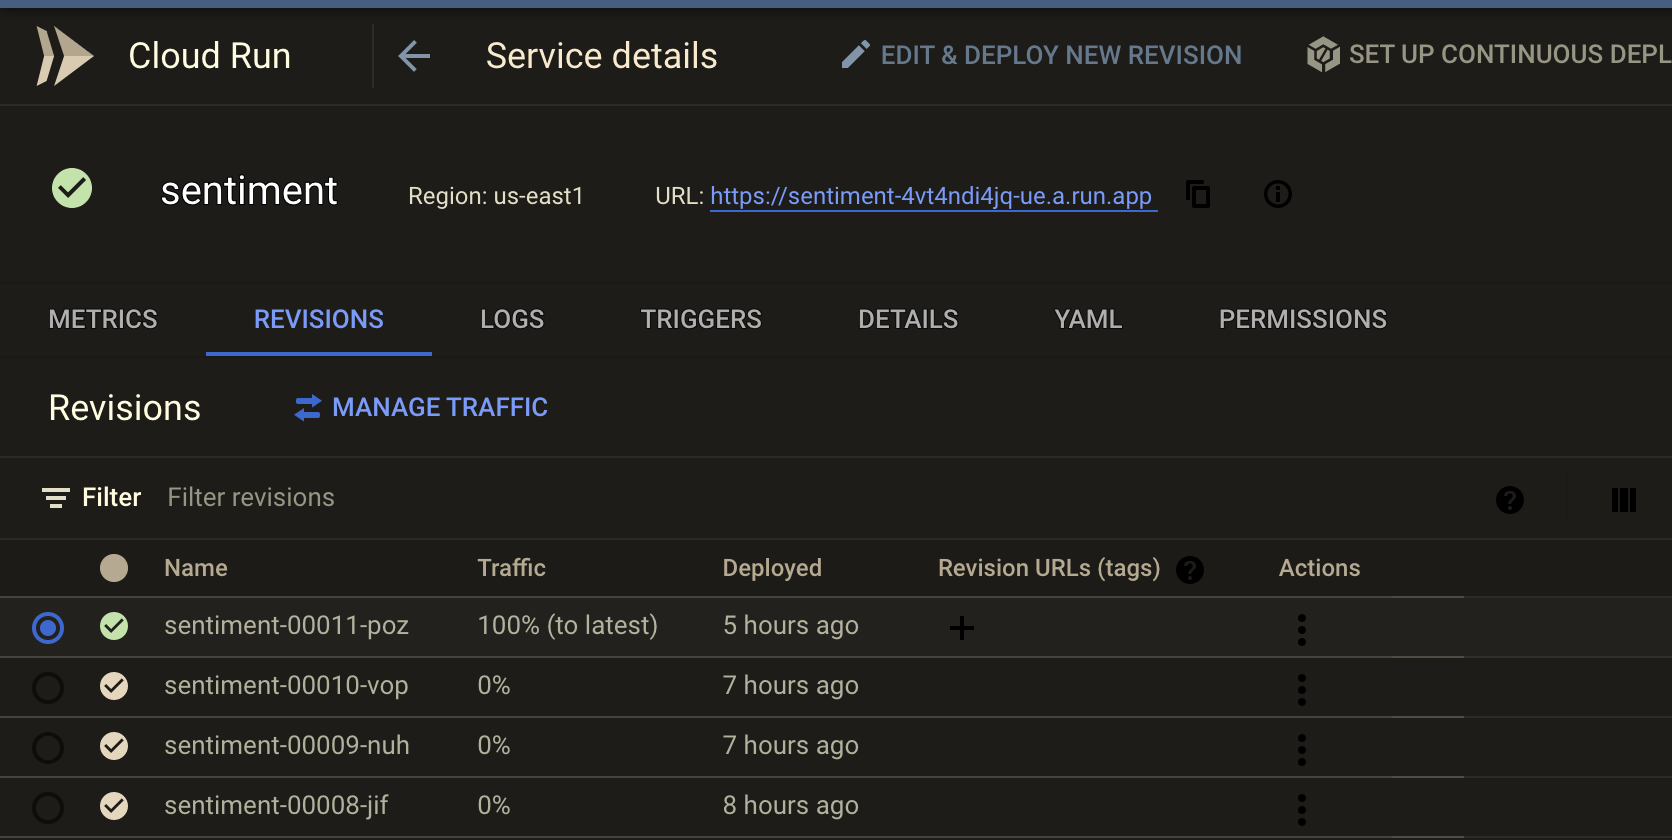 Cloud Run
Service details
EDIT & DEPLOY NEW REVISION
SET UP CONTINUOUS DEPL
sentiment
Region: us-east1
URL: https://sentiment-4vt4ndi4jq-ue.a.run.app
METRICS
REVISIONS
LOGS
TRIGGERS
DETAILS
YAML
PERMISSIONS
Revisions
MANAGE TRAFFIC
Filter Filter revisions
Name Traffic Deployed Revision URLs (tags) Actions
sentiment-00011-poz 100% (to latest) 5 hours ago
sentiment-00010-vop 0% 7 hours ago
sentiment-00009-nuh 0% 7 hours ago
sentiment-00008-jif 0% 8 hours ago